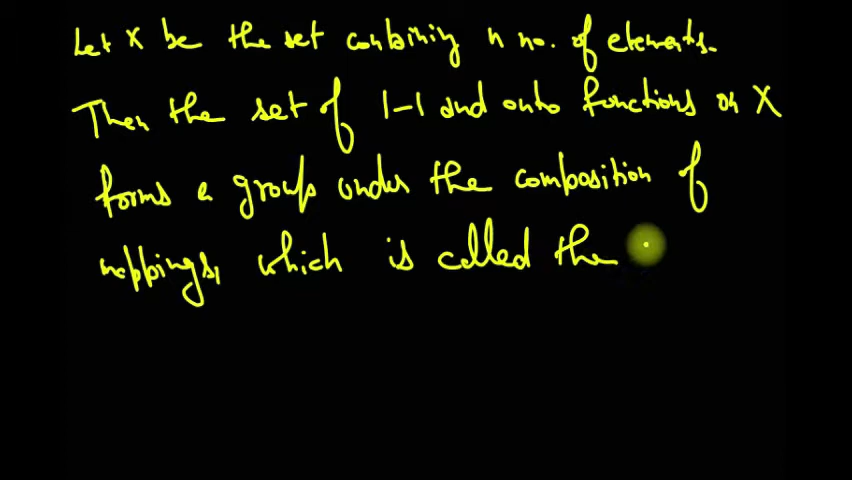 Let X be the set containing n no. of elements.
Then the set of 1-1 and onto functions on X
forms a group under the composition of
mappings, which is called the